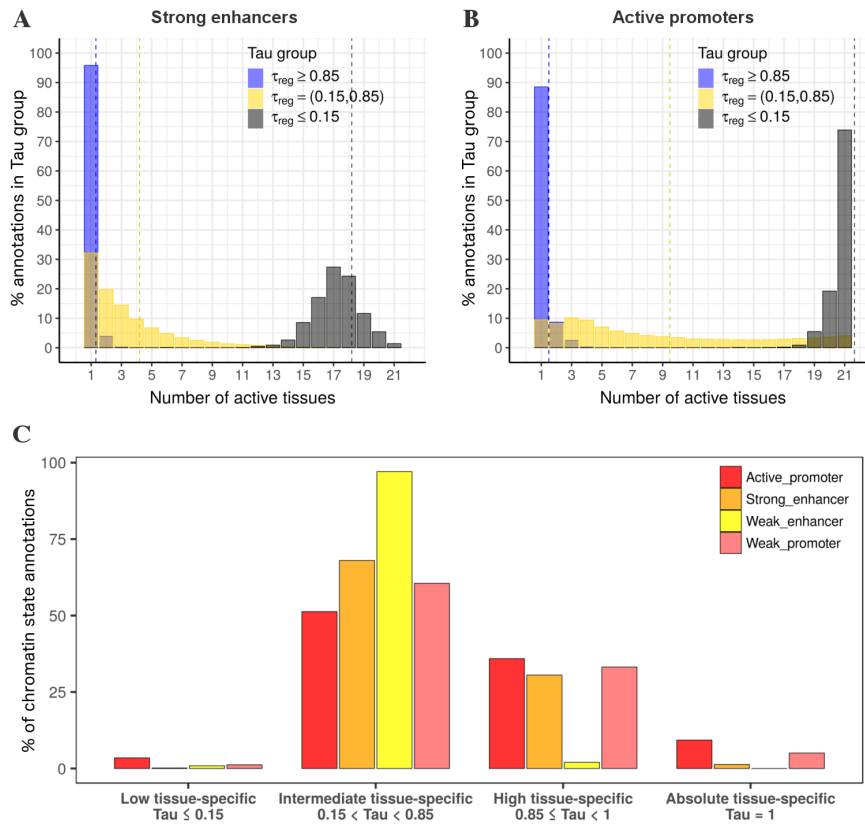 A
Strong enhancers
Tau group
τreg ≥ 0.85
τreg = (0.15,0.85)
τreg ≤ 0.15
% annotations in Tau group
100
90
80
70
60
50
40
30
20
10
0
1 3 5 7 9 11 13 15 17 19 21
Number of active tissues
B
Active promoters
Tau group
τreg ≥ 0.85
τreg = (0.15,0.85)
τreg ≤ 0.15
% annotations in Tau group
100
90
80
70
60
50
40
30
20
10
0
1 3 5 7 9 11 13 15 17 19 21
Number of active tissues
C
% of chromatin state annotations
100
75
50
25
0
Active_promoter
Strong_enhancer
Weak_enhancer
Weak_promoter
Low tissue-specific
Tau ≤ 0.15
Intermediate tissue-specific
0.15 < Tau < 0.85
High tissue-specific
0.85 ≤ Tau < 1
Absolute tissue-specific
Tau = 1